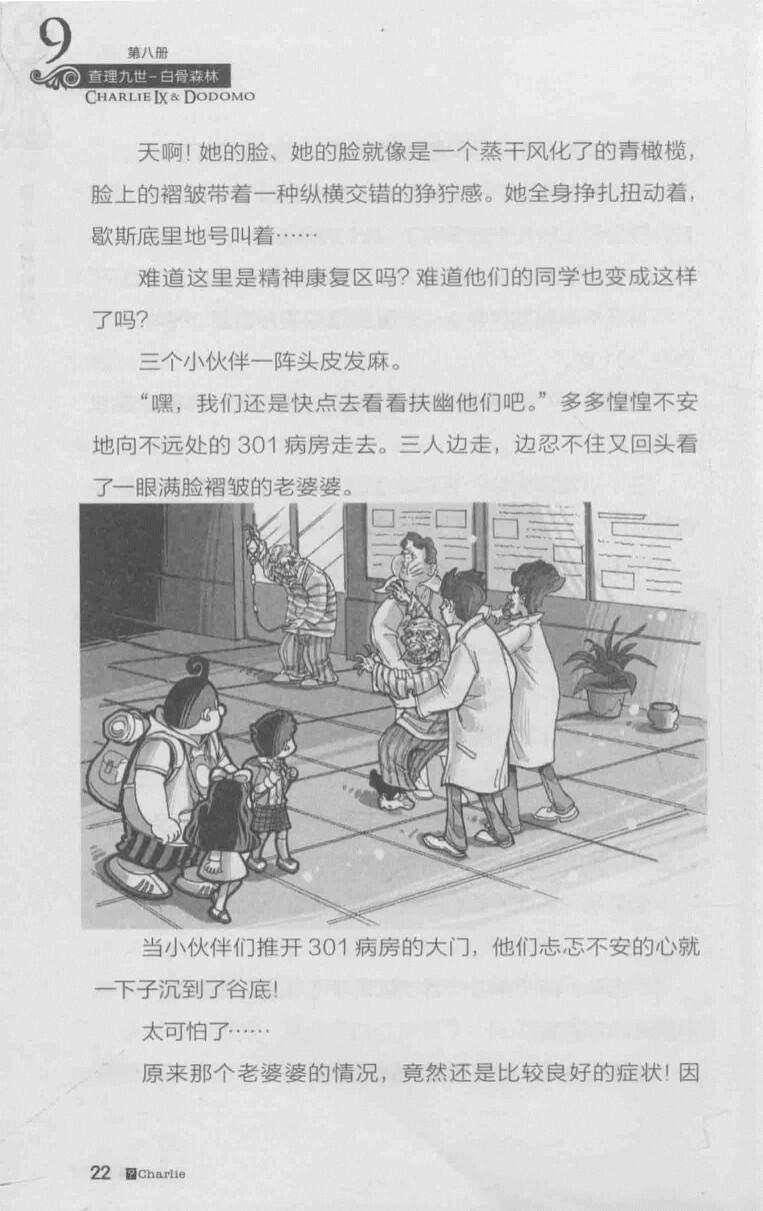 9
第八册
查理九世-白骨森林
CHARLIE IX & DODOMO
天啊！她的脸、她的脸就像是一个蒸干风化了的青橄榄，
脸上的褶皱带着一种纵横交错的狰狞感。她全身挣扎扭动着，
歇斯底里地号叫着……
难道这里是精神康复区吗？难道他们的同学也变成这样
了吗？
三个小伙伴一阵头皮发麻。
“嘿，我们还是快点去看看扶幽他们吧。”多多惶惶不安
地向不远处的 301 病房走去。三人边走，边忍不住又回头看
了一眼满脸褶皱的老婆婆。
当小伙伴们推开 301 病房的大门，他们忐忑不安的心就
一下子沉到了谷底！
太可怕了……
原来那个老婆婆的情况，竟然还是比较良好的症状！因
22 ? Charlie